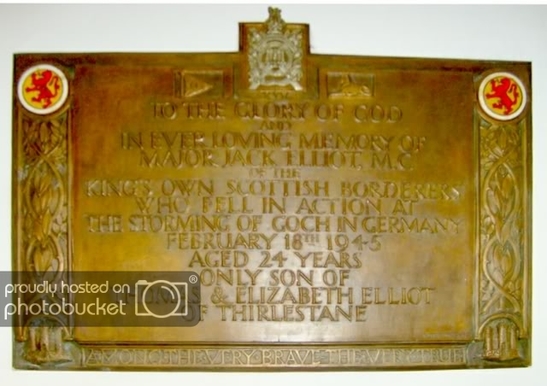 TO THE GLORY OF GOD
AND
IN EVER LOVING MEMORY OF
MAJOR JACK ELLIOT, M.C.
OF THE
KING'S OWN SCOTTISH BORDERERS
WHO FELL IN ACTION AT
THE STORMING OF GOCH IN GERMANY
FEBRUARY 18TH 1945
AGED 24 YEARS
ONLY SON OF
& ELIZABETH ELLIOT
OF THIRLESTANE
AMONG THE VERY BRAVE THE VERY TRUE
proudly hosted on
photobucket